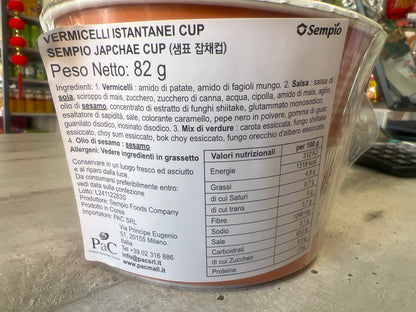 VERMICELLI ISTANTANEI CUP
SEMPIO JAPCHAE CUP (샘표 잡채컵)
Sempio
Peso Netto: 82 g
Ingredienti: 1. Vermicelli : amido di patate, amido di fagioli mungo. 2. Salsa : salsa di
soia, sciroppo di mais, zucchero, zucchero di canna, acqua, cipolla, amido di mais, aglio,
olio di sesamo, concentrato di estratto di funghi shiitake, glutammato monosodico,
esaltatore di sapidità, sale, colorante caramello, pepe nero in polvere, gomma di guar,
guanilato disodico, inosinato disodico. 3. Mix di verdure : carota essiccata, fungo shiitake
essiccato, choy sum essiccato, bok choy essiccato, fungo orecchio d'albero essiccato.
4. Olio di sesamo : sesamo
Allergeni: Vedere ingredienti in grassetto
Conservare in un luogo fresco ed asciutto
e al riparo dalla luce.
Da consumarsi preferibilmente entro:
vedi data sulla confezione
Lotto: 241122835
Produttore: Sempio Foods Company
Prodotto in Corea
Importatore: PAC SRL
Via Principe Eugenio
51, 20155 Milano.
Italia
Tel +39 02 316 886
info@pacsrl.it
pacmall.it
PaC
Valori nutrizionali
per 100 g
Energie
Grassi
di cui Saturi
di cui trans
Fibre
Sodio
Sale
Carboidrati
di cui Zuccheri
Proteine